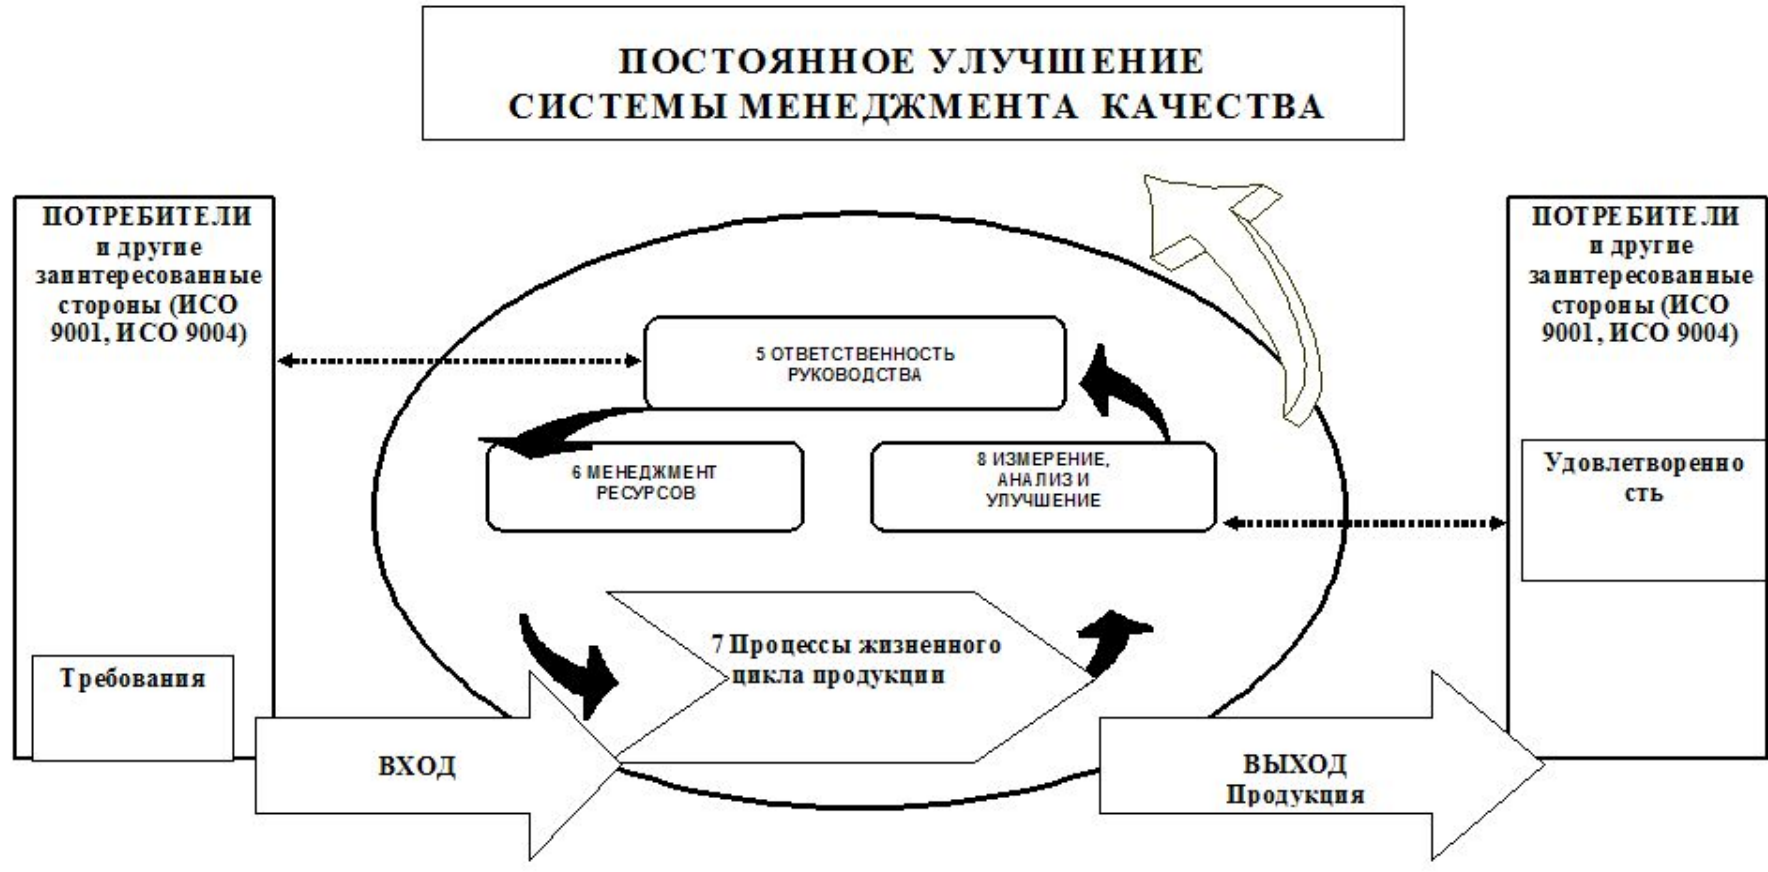 ПОСТОЯННОЕ УЛУЧШЕНИЕ
СИСТЕМЫ МЕНЕДЖМЕНТА КАЧЕСТВА
ПОТРЕБИТЕЛИ
и другие
заинтересованные
стороны (ИСО
9001, ИСО 9004)
Требования
5 ОТВЕТСТВЕННОСТЬ
РУКОВОДСТВА
6 МЕНЕДЖМЕНТ
РЕСУРСОВ
8 ИЗМЕРЕНИЕ,
АНАЛИЗ И
УЛУЧШЕНИЕ
7 Процессы жизненного
цикла продукции
ВХОД
ВЫХОД
Продукция
ПОТРЕБИТЕЛИ
и другие
заинтересованные
стороны (ИСО
9001, ИСО 9004)
Удовлетворенно
сть